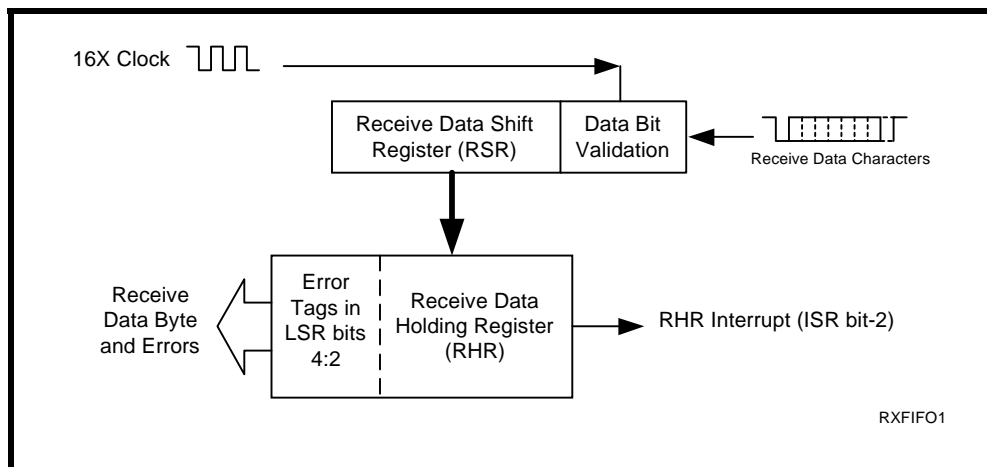 16X Clock
Receive Data Shift
Register (RSR)
Data Bit
Validation
Receive Data Characters
Receive
Data Byte
and Errors
Error
Tags in
LSR bits
4:2
Receive Data
Holding Register
(RHR)
RHR Interrupt (ISR bit-2)
RXFIFO1